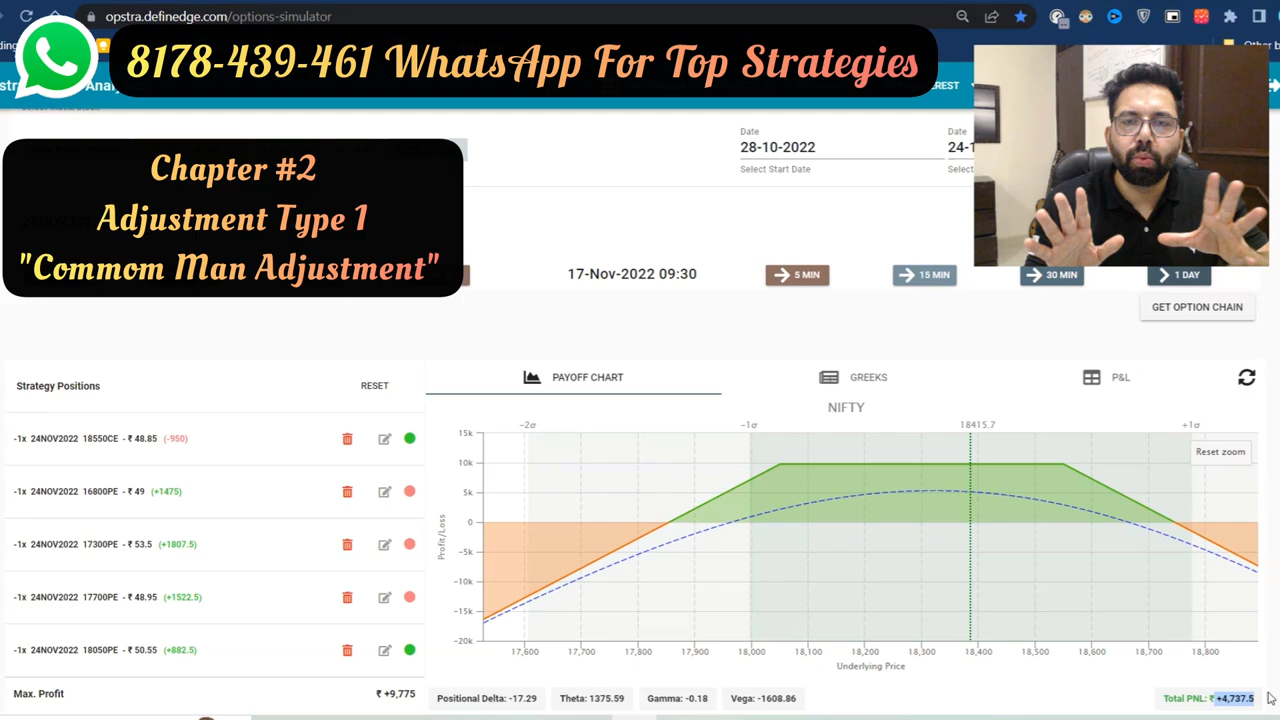 opstra.definedge.com/options-simulator
8178-439-461 WhatsApp For Top Strategies
Other b
EREST
Chapter #2
Adjustment Type 1
"Commom Man Adjustment"
Date
28-10-2022
Select Start Date
Date
24-1
Select
17-Nov-2022 09:30
5 MIN
15 MIN
30 MIN
1 DAY
GET OPTION CHAIN
Strategy Positions
RESET
PAYOFF CHART
GREEKS
P&L
-1x 24NOV2022 18550CE - ₹ 48.85 (-950)
-1x 24NOV2022 16800PE - ₹ 49 (+1475)
-1x 24NOV2022 17300PE - ₹ 53.5 (+1807.5)
-1x 24NOV2022 17700PE - ₹ 48.95 (+1522.5)
-1x 24NOV2022 18050PE - ₹ 50.55 (+882.5)
Max. Profit ₹ +9,775
NIFTY
-2σ -1σ 18415.7 +1σ
Reset zoom
Profit/Loss
15k
10k
5k
0
-5k
-10k
-15k
-20k
17,600 17,700 17,800 17,900 18,000 18,100 18,200 18,300 18,400 18,500 18,600 18,700 18,800
Underlying Price
Positional Delta: -17.29 Theta: 1375.59 Gamma: -0.18 Vega: -1608.86
Total PNL: ₹ +4,737.5